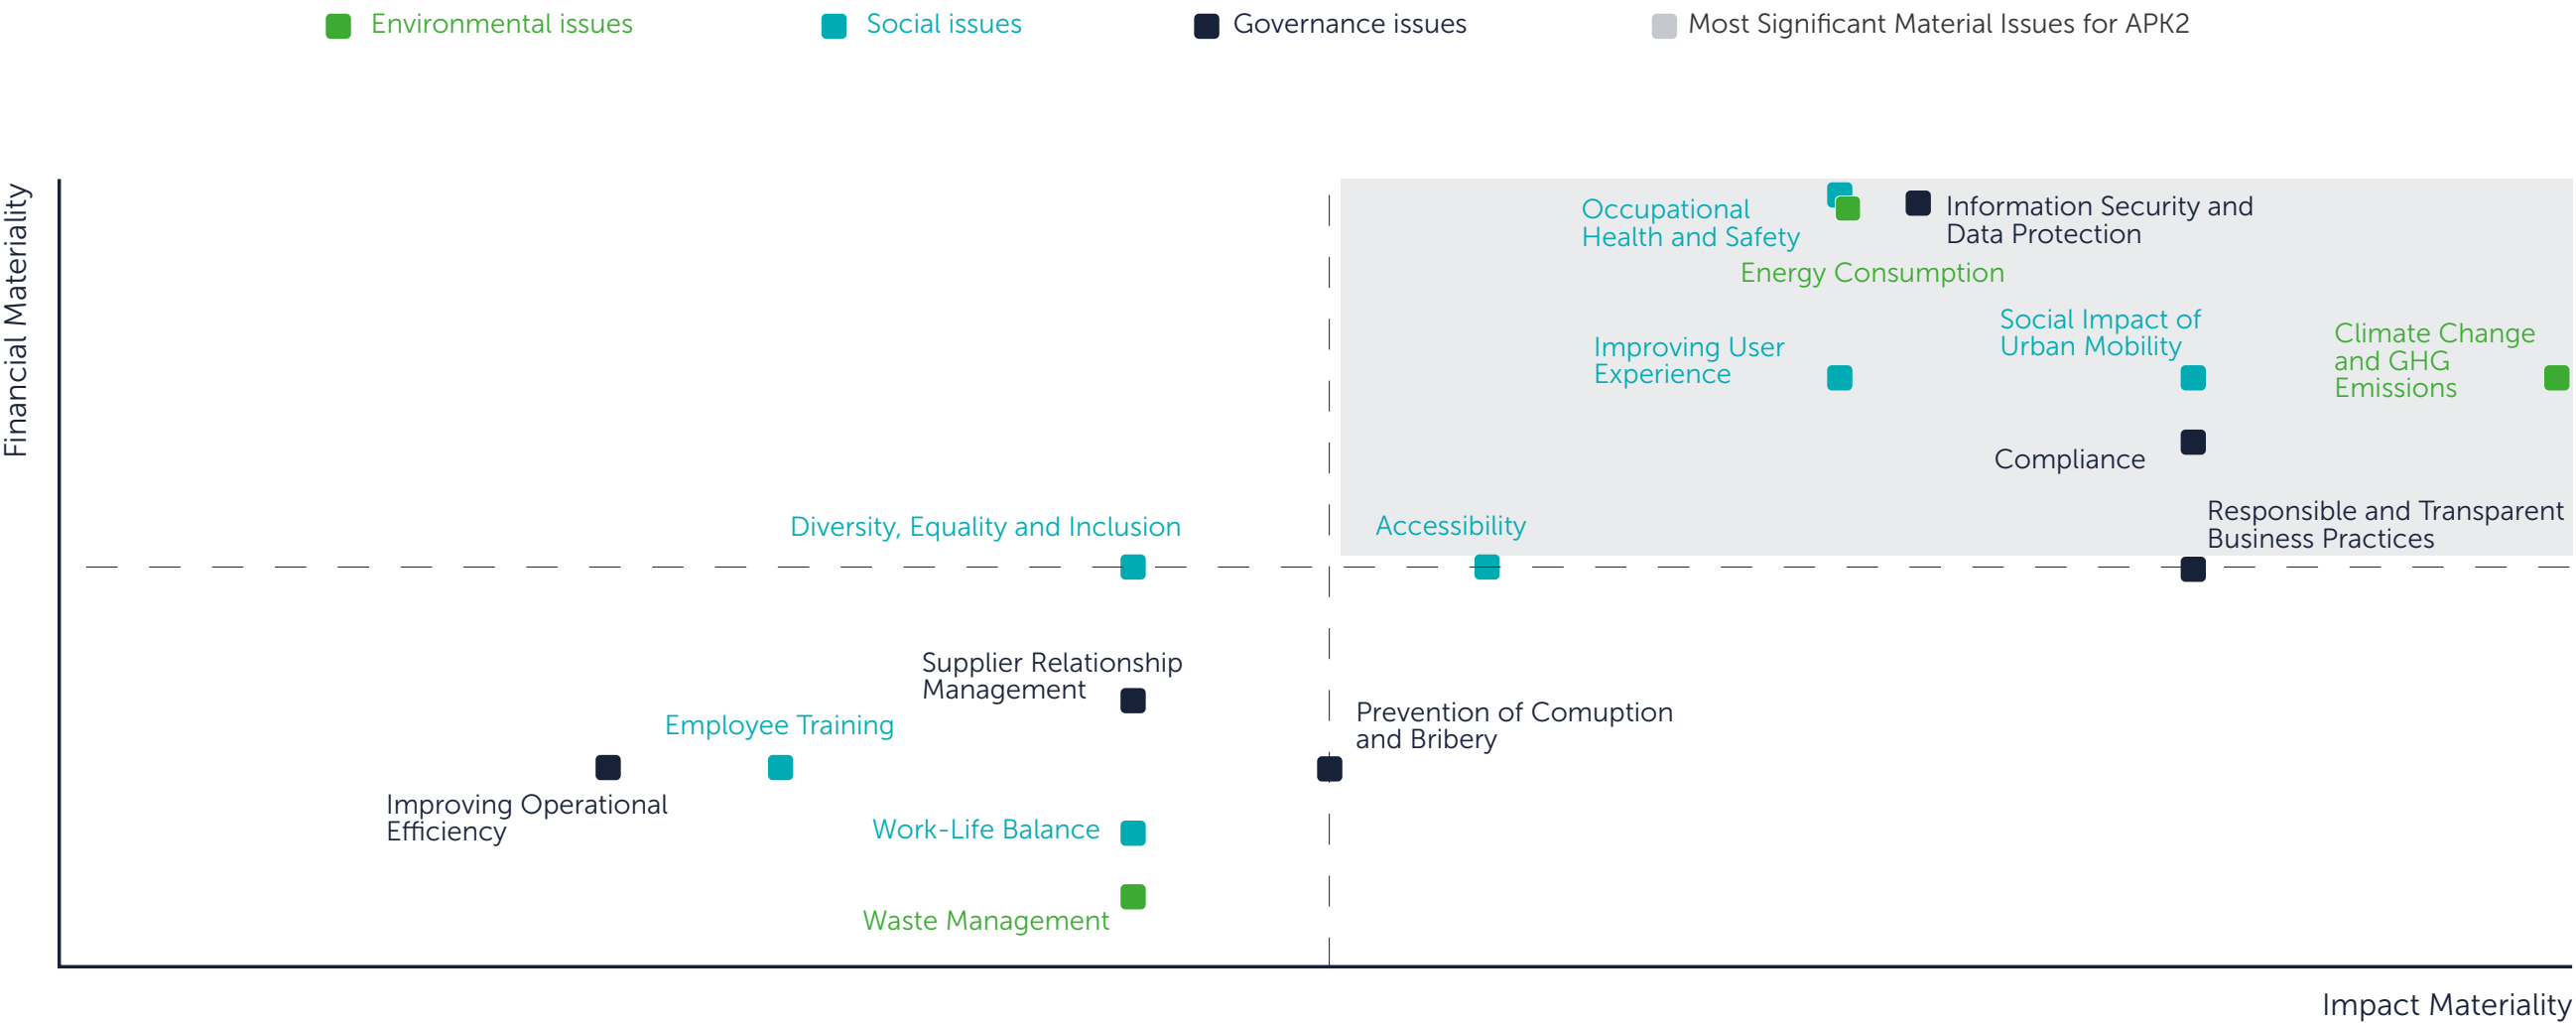 Environmental issues
Social issues
Governance issues
Most Significant Material Issues for APK2
Financial Materiality
Occupational
Health and Safety
Information Security and
Data Protection
Energy Consumption
Social Impact of
Urban Mobility
Climate Change
and GHG
Emissions
Improving User
Experience
Compliance
Responsible and Transparent
Business Practices
Diversity, Equality and Inclusion
Accessibility
Supplier Relationship
Management
Employee Training
Prevention of Comuption
and Bribery
Improving Operational
Efficiency
Work-Life Balance
Waste Management
Impact Materiality